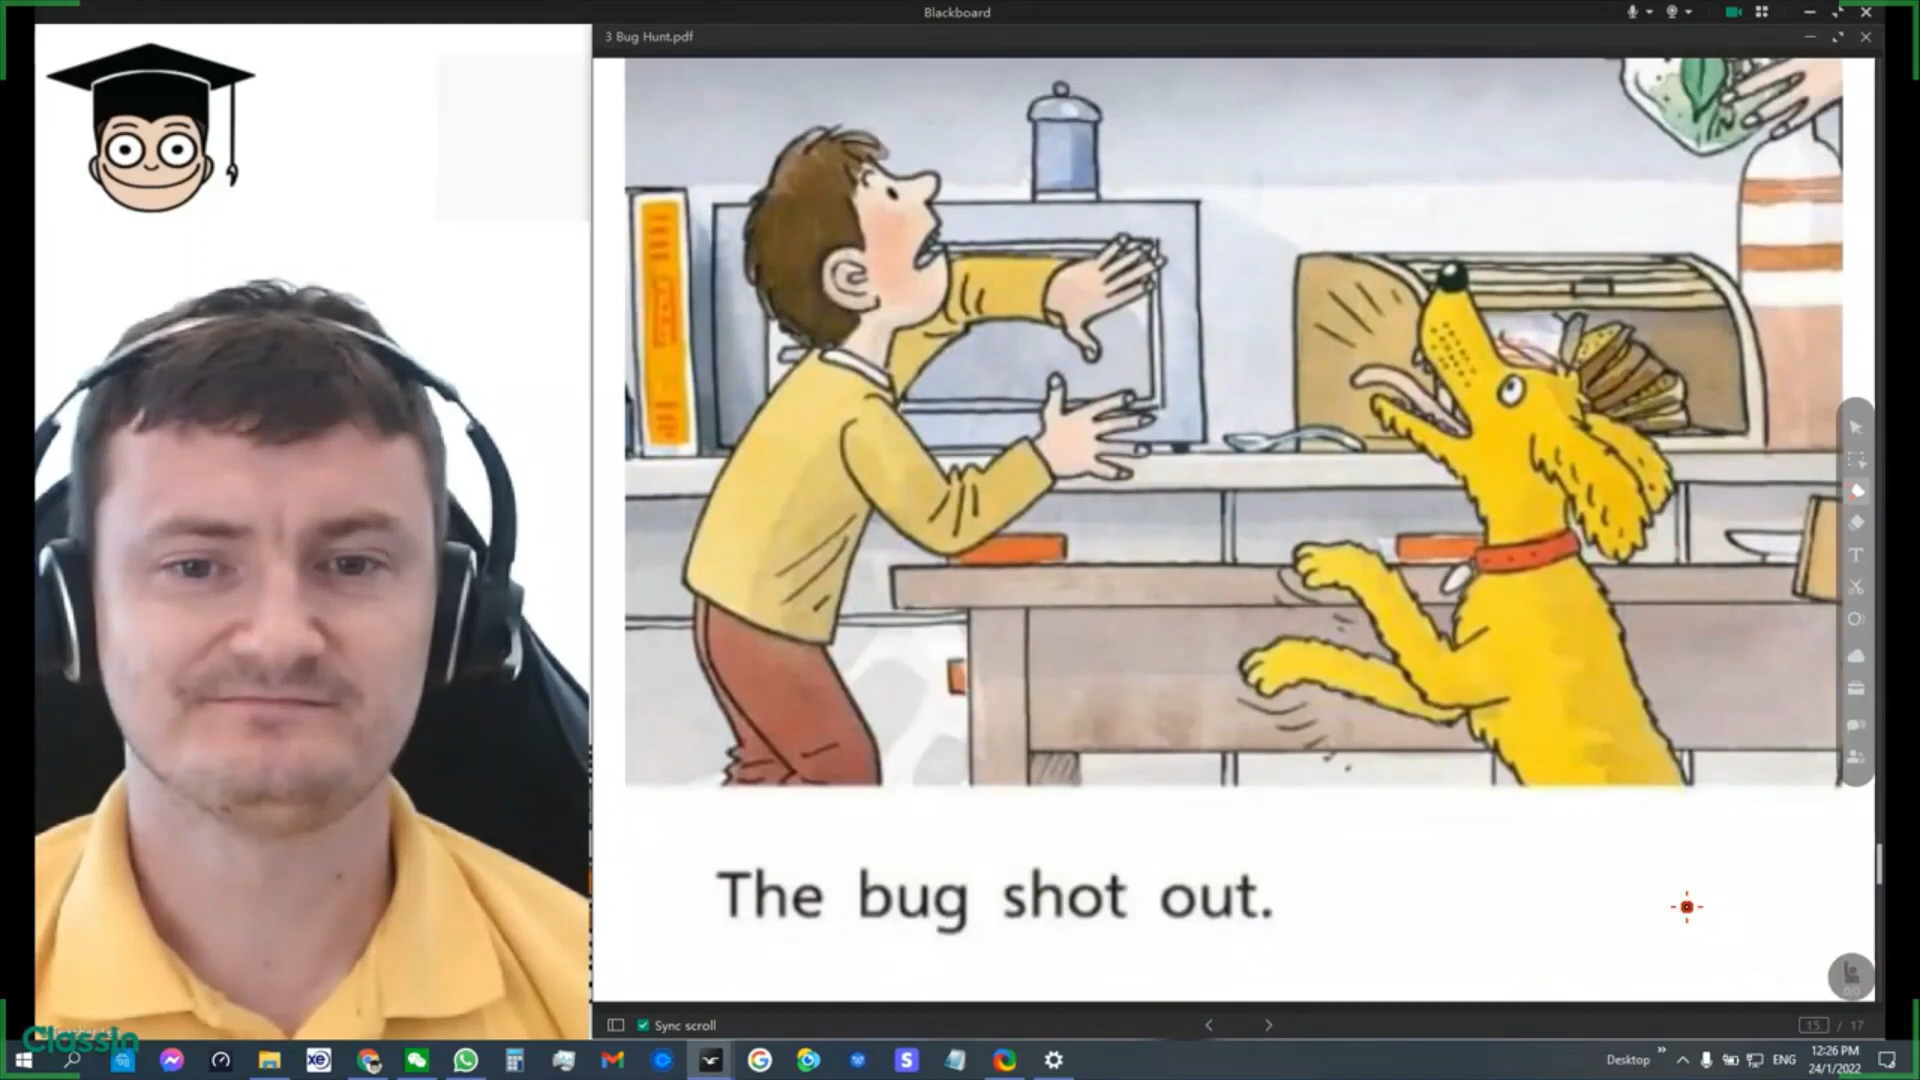 Blackboard
3 Bug Hunt.pdf
The bug shot out.
Sync scroll
15 / 17
ClassIn
xe
S
Desktop
ENG
12:26 PM
24/1/2022